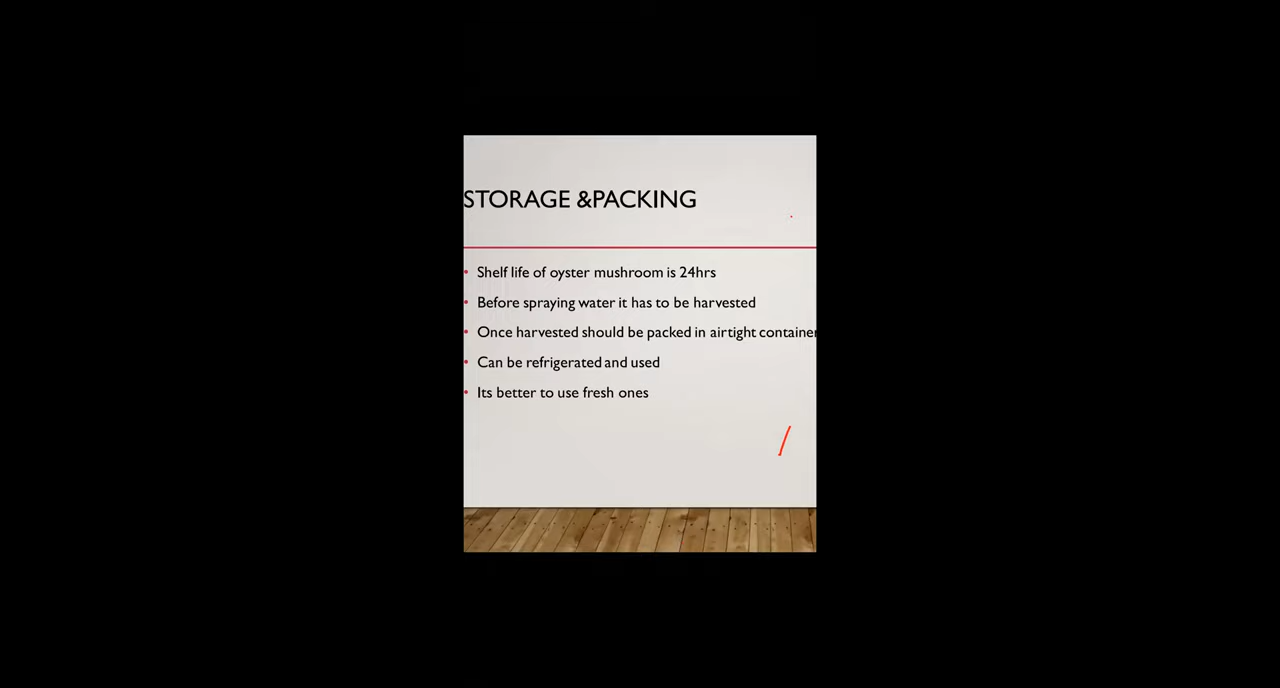 STORAGE &PACKING
• Shelf life of oyster mushroom is 24hrs
• Before spraying water it has to be harvested
• Once harvested should be packed in airtight container
• Can be refrigerated and used
• Its better to use fresh ones